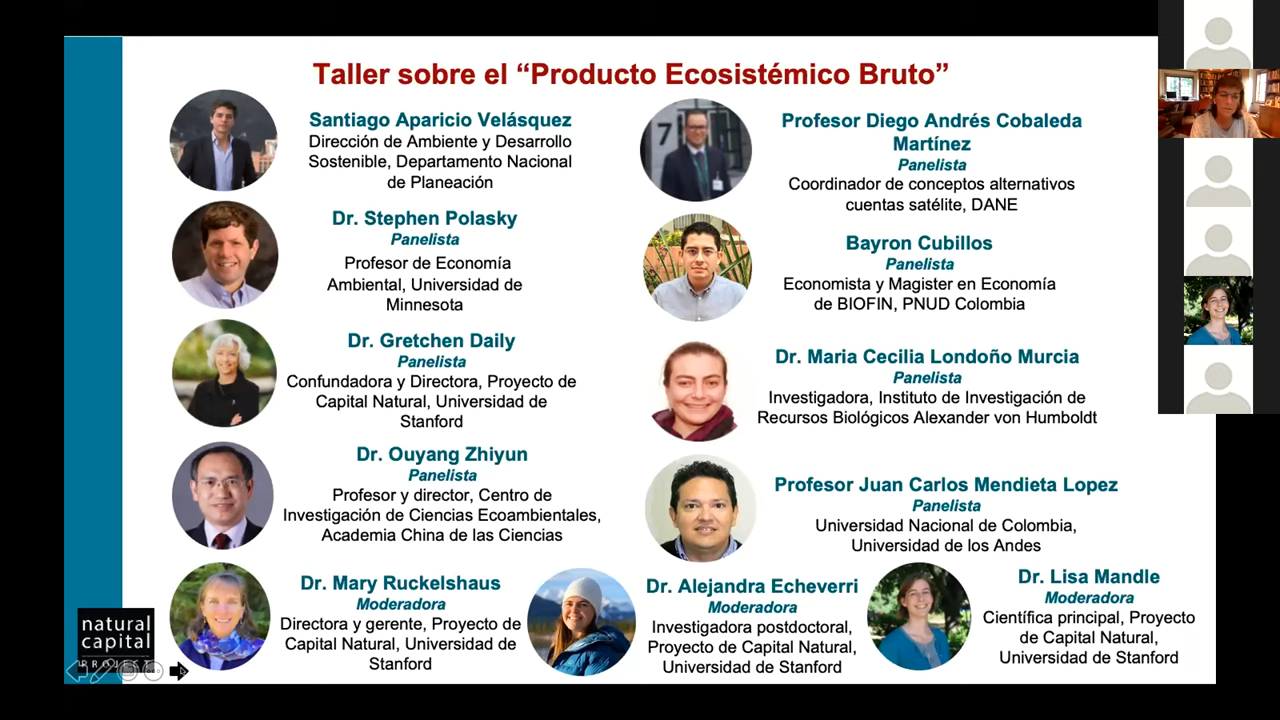 Taller sobre el “Producto Ecosistémico Bruto”
Santiago Aparicio Velásquez
Dirección de Ambiente y Desarrollo
Sostenible, Departamento Nacional
de Planeación
7
Profesor Diego Andrés Cobaleda
Martínez
Panelista
Coordinador de conceptos alternativos
cuentas satélite, DANE
Dr. Stephen Polasky
Panelista
Profesor de Economía
Ambiental, Universidad de
Minnesota
Bayron Cubillos
Panelista
Economista y Magister en Economía
de BIOFIN, PNUD Colombia
Dr. Gretchen Daily
Panelista
Confundadora y Directora, Proyecto de
Capital Natural, Universidad de
Stanford
Dr. Maria Cecilia Londoño Murcia
Panelista
Investigadora, Instituto de Investigación de
Recursos Biológicos Alexander von Humboldt
Dr. Ouyang Zhiyun
Panelista
Profesor y director, Centro de
Investigación de Ciencias Ecoambientales,
Academia China de las Ciencias
Profesor Juan Carlos Mendieta Lopez
Panelista
Universidad Nacional de Colombia,
Universidad de los Andes
Dr. Mary Ruckelshaus
Moderadora
Directora y gerente, Proyecto de
Capital Natural, Universidad de
Stanford
Dr. Alejandra Echeverri
Moderadora
Investigadora postdoctoral,
Proyecto de Capital Natural,
Universidad de Stanford
Dr. Lisa Mandle
Moderadora
Científica principal, Proyecto
de Capital Natural,
Universidad de Stanford
natural
capital
PROJECT